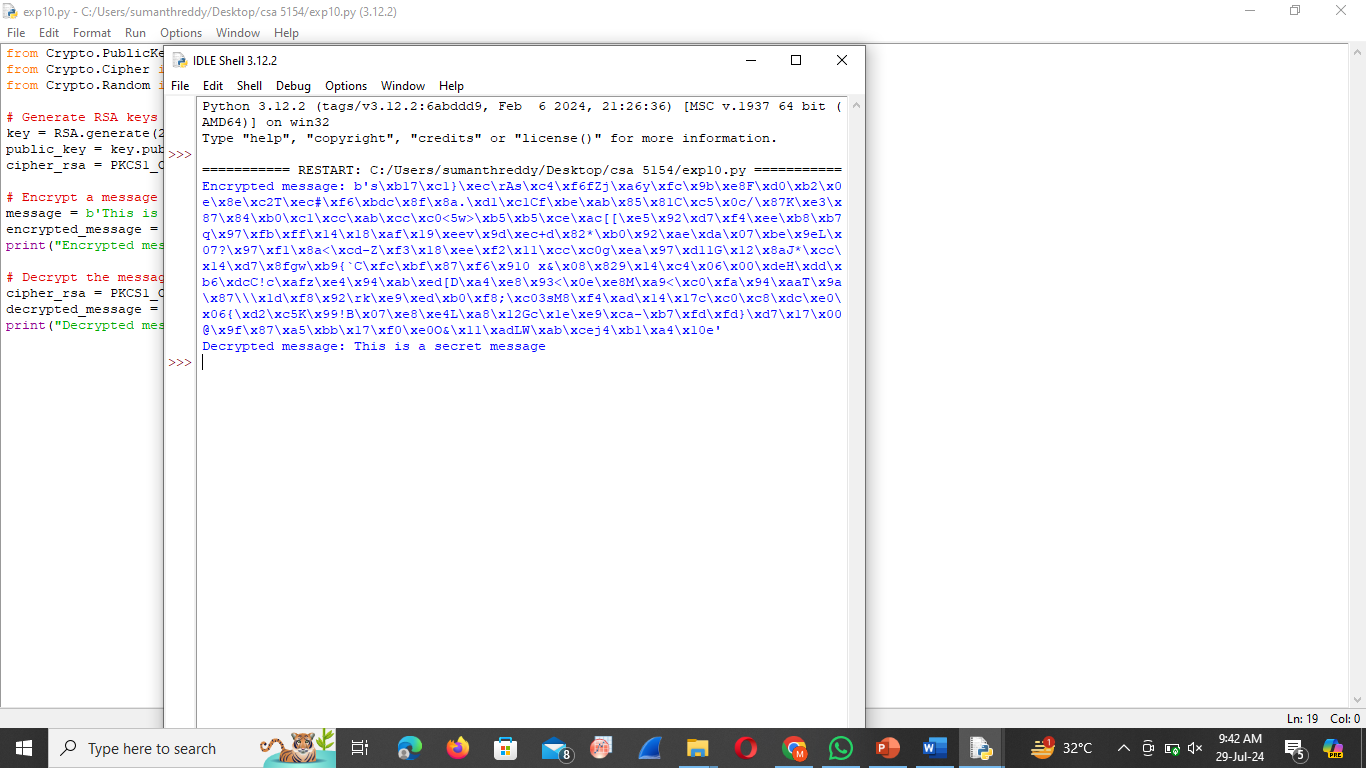 exp10.py - C:/Users/sumanthreddy/Desktop/csa 5154/exp10.py (3.12.2)
File Edit Format Run Options Window Help
from Crypto.PublicKe
from Crypto.Cipher i
from Crypto.Random i
# Generate RSA keys
key = RSA.generate(2
public_key = key.pub
cipher_rsa = PKCS1_O
# Encrypt a message
message = b'This is
encrypted_message =
print("Encrypted mes
# Decrypt the messag
cipher_rsa = PKCS1_O
decrypted_message =
print("Decrypted mes
IDLE Shell 3.12.2
File Edit Shell Debug Options Window Help
Python 3.12.2 (tags/v3.12.2:6abddd9, Feb  6 2024, 21:26:36) [MSC v.1937 64 bit (
AMD64)] on win32
Type "help", "copyright", "credits" or "license()" for more information.
>>>
=========== RESTART: C:/Users/sumanthreddy/Desktop/csa 5154/exp10.py ===========
Encrypted message: b's\xb17\xc1}\xec\rAs\xc4\xf6fZj\xa6y\xfc\x9b\xe8F\xd0\xb2\x0
e\x8e\xc2T\xec#\xf6\xbdc\x8f\x8a.\xd1\xc1Cf\xbe\xab\x85\x81C\xc5\x0c/\x87K\xe3\x
87\x84\xb0\xc1\xcc\xab\xcc\xc0<5w>\xb5\xb5\xce\xac[[\xe5\x92\xd7\xf4\xee\xb8\xb7
q\x97\xfb\xff\x14\x18\xaf\x19\xeev\x9d\xec+d\x82*\xb0\x92\xae\xda\x07\xbe\x9eL\x
07?\x97\xf1\x8a<\xcd-Z\xf3\x18\xee\xf2\x11\xcc\xc0g\xea\x97\xd11G\x12\x8aJ*\xcc\
x14\xd7\x8fgw\xb9{`C\xfc\xbf\x87\xf6\x910 x&\x08\x829\x14\xc4\x06\x00\xdeH\xdd\x
b6\xdcC!c\xafz\xe4\x94\xab\xed[D\xa4\xe8\x93<\x0e\xe8M\xa9<\xc0\xfa\x94\xaaT\x9a
\x87\\\x1d\xf8\x92\rk\xe9\xed\xb0\xf8;\xc03sM8\xf4\xad\x14\x17c\xc0\xc8\xdc\xe0\
x06{\xd2\xc5K\x99!B\x07\xe8\xe4L\xa8\x12Gc\x1e\xe9\xca-\xb7\xfd\xfd}\xd7\x17\x00
@\x9f\x87\xa5\xbb\x17\xf0\xe0O&\x11\xadLW\xab\xcej4\xb1\xa4\x10e'
Decrypted message: This is a secret message
>>>
Ln: 19 Col: 0
Type here to search
8
M
P
W
1
32°C
9:42 AM
29-Jul-24
5
PRE